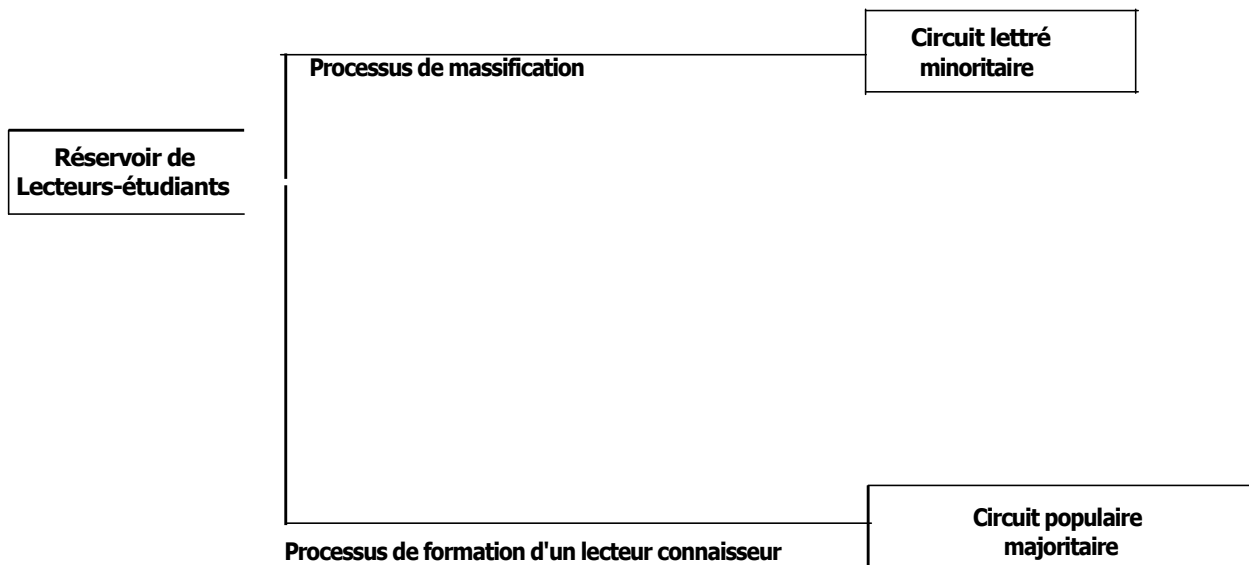 Circuit lettré
minoritaire
Processus de massification
Réservoir de
Lecteurs-étudiants
Circuit populaire
majoritaire
Processus de formation d'un lecteur connaisseur